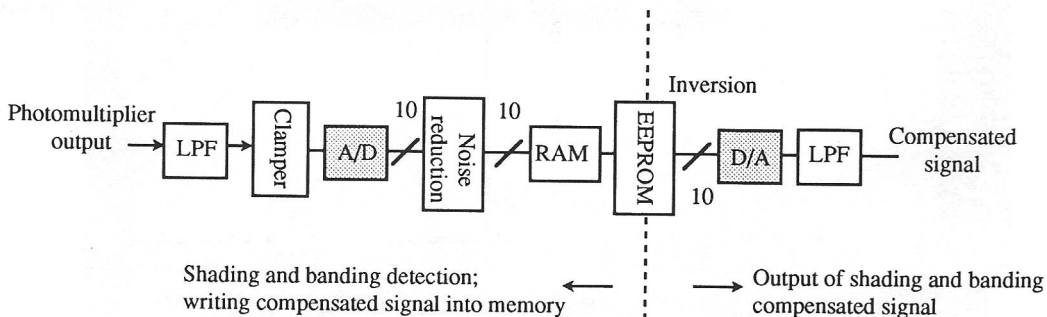 Inversion
Photomultiplier
output
LPF
Clamper
A/D
10
Noise
reduction
10
RAM
EEPROM
10
D/A
LPF
Compensated
signal
Shading and banding detection;
writing compensated signal into memory
Output of shading and banding
compensated signal